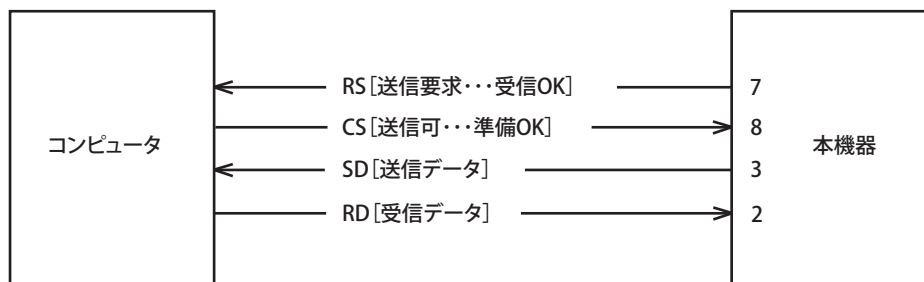 RS[送信要求･･･受信OK]
7
CS[送信可･･･準備OK]
8
コンピュータ
本機器
SD[送信データ]
3
RD[受信データ]
2